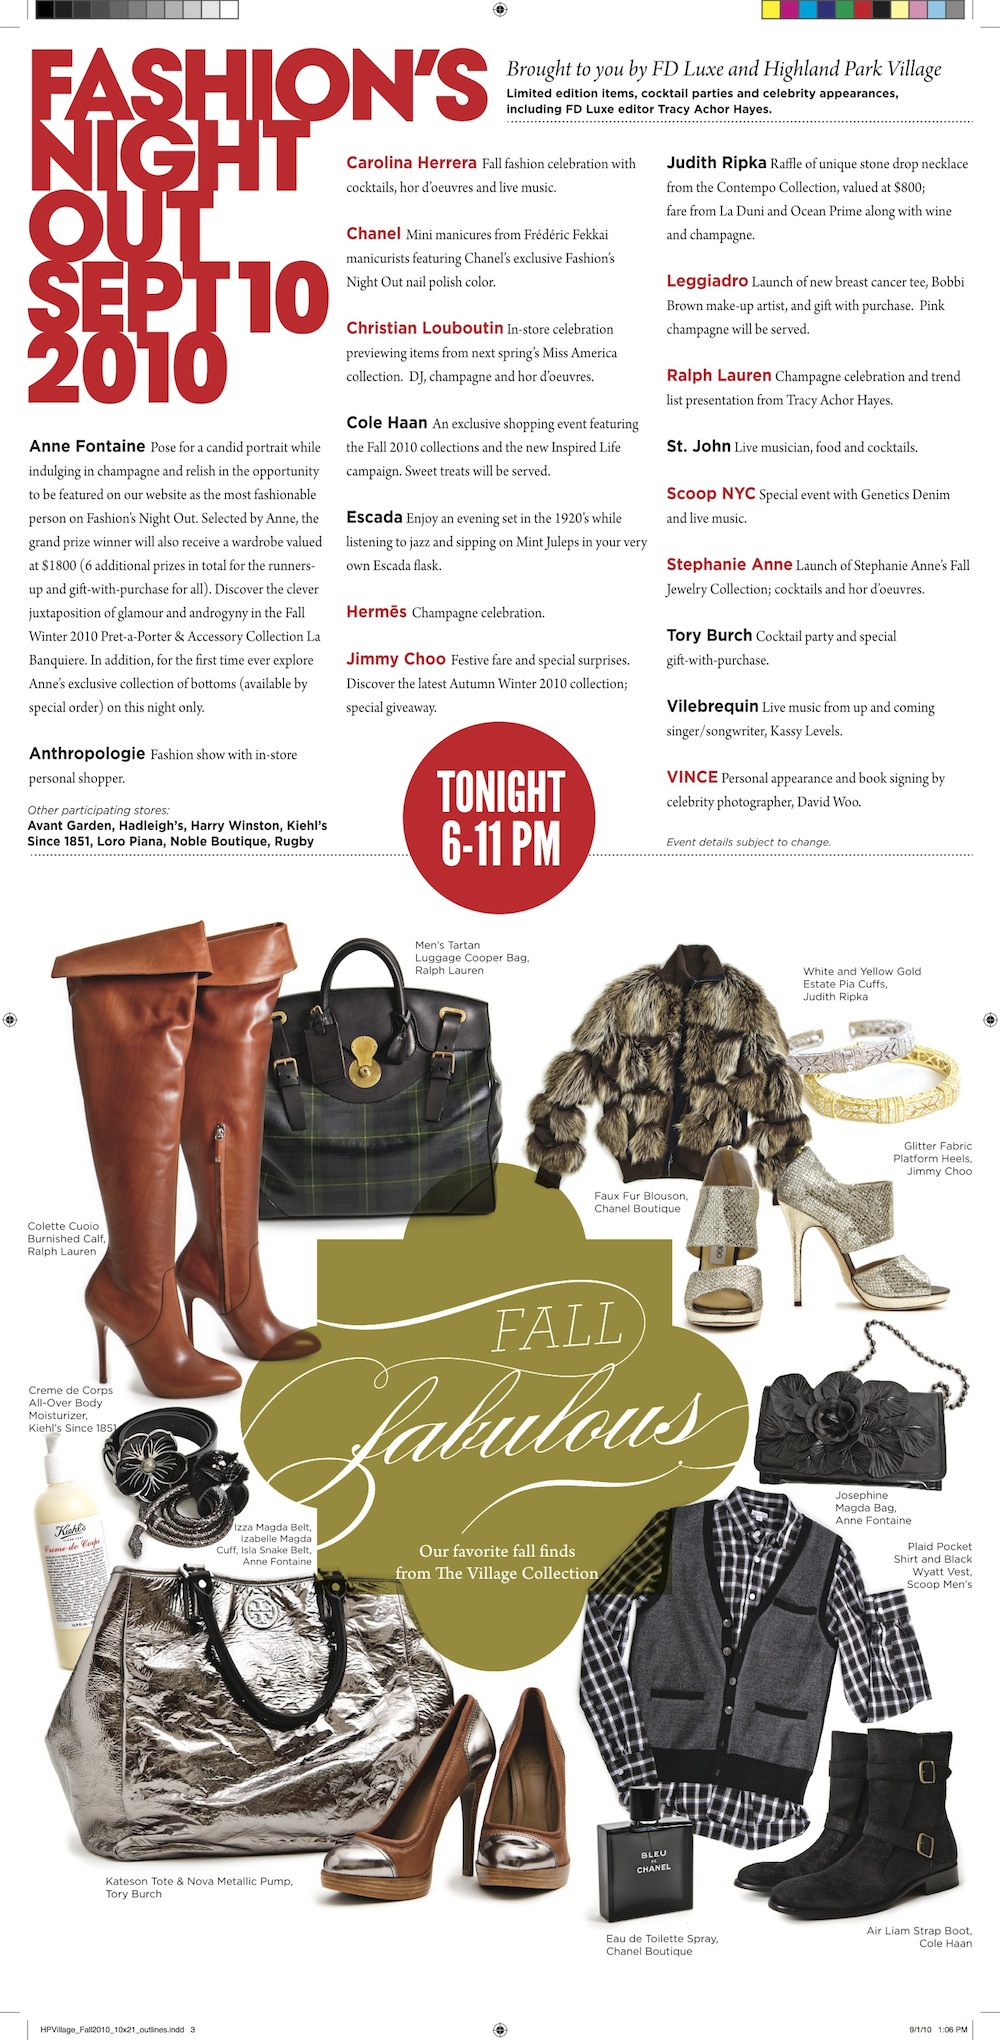 FASHION'S
NIGHT
OUT
SEPT 10
2010
Brought to you by FD Luxe and Highland Park Village
Limited edition items, cocktail parties and celebrity appearances,
including FD Luxe editor Tracy Achor Hayes.
Anne Fontaine Pose for a candid portrait while
indulging in champagne and relish in the opportunity
to be featured on our website as the most fashionable
person on Fashion's Night Out. Selected by Anne, the
grand prize winner will also receive a wardrobe valued
at $1800 (6 additional prizes in total for the runners-
up and gift-with-purchase for all). Discover the clever
juxtaposition of glamour and androgyny in the Fall
Winter 2010 Pret-a-Porter & Accessory Collection La
Banquiere. In addition, for the first time ever explore
Anne's exclusive collection of bottoms (available by
special order) on this night only.
Anthropologie Fashion show with in-store
personal shopper.
Other participating stores:
Avant Garden, Hadleigh's, Harry Winston, Kiehl's
Since 1851, Loro Piana, Noble Boutique, Rugby
Carolina Herrera Fall fashion celebration with
cocktails, hor d'oeuvres and live music.
Chanel Mini manicures from Frédéric Fekkai
manicurists featuring Chanel's exclusive Fashion's
Night Out nail polish color.
Christian Louboutin In-store celebration
previewing items from next spring's Miss America
collection. DJ, champagne and hor d'oeuvres.
Cole Haan An exclusive shopping event featuring
the Fall 2010 collections and the new Inspired Life
campaign. Sweet treats will be served.
Escada Enjoy an evening set in the 1920's while
listening to jazz and sipping on Mint Juleps in your very
own Escada flask.
Hermēs Champagne celebration.
Jimmy Choo Festive fare and special surprises.
Discover the latest Autumn Winter 2010 collection;
special giveaway.
Judith Ripka Raffle of unique stone drop necklace
from the Contempo Collection, valued at $800;
fare from La Duni and Ocean Prime along with wine
and champagne.
Leggiadro Launch of new breast cancer tee, Bobbi
Brown make-up artist, and gift with purchase. Pink
champagne will be served.
Ralph Lauren Champagne celebration and trend
list presentation from Tracy Achor Hayes.
St. John Live musician, food and cocktails.
Scoop NYC Special event with Genetics Denim
and live music.
Stephanie Anne Launch of Stephanie Anne's Fall
Jewelry Collection; cocktails and hor d'oeuvres.
Tory Burch Cocktail party and special
gift-with-purchase.
Vilebrequin Live music from up and coming
singer/songwriter, Kassy Levels.
VINCE Personal appearance and book signing by
celebrity photographer, David Woo.
Event details subject to change.
TONIGHT
6-11 PM
Men's Tartan
Luggage Cooper Bag,
Ralph Lauren
White and Yellow Gold
Estate Pia Cuffs,
Judith Ripka
Glitter Fabric
Platform Heels,
Jimmy Choo
Faux Fur Blouson,
Chanel Boutique
Colette Cuoio
Burnished Calf,
Ralph Lauren
FALL
fabulous
Our favorite fall finds
from The Village Collection
Creme de Corps
All-Over Body
Moisturizer,
Kiehl's Since 1851
Kiehl's
Creme de Corps
Izza Magda Belt,
Izabelle Magda
Cuff, Isla Snake Belt,
Anne Fontaine
Josephine
Magda Bag,
Anne Fontaine
Plaid Pocket
Shirt and Black
Wyatt Vest,
Scoop Men's
Kateson Tote & Nova Metallic Pump,
Tory Burch
BLEU
DE
CHANEL
Eau de Toilette Spray,
Chanel Boutique
Air Liam Strap Boot,
Cole Haan
HPVillage_Fall2010_10x21_outlines.indd 3
9/1/10 1:06 PM